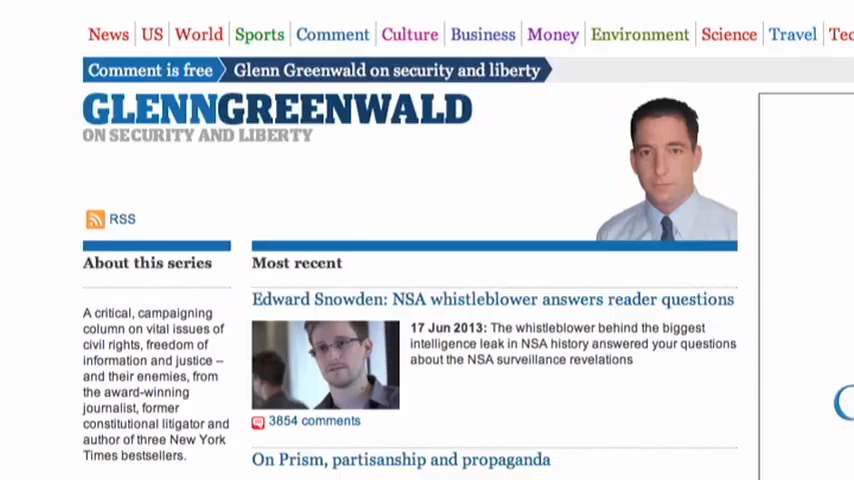 News US World Sports Comment Culture Business Money Environment Science Travel Tec
Comment is free Glenn Greenwald on security and liberty
GLENNGREENWALD
ON SECURITY AND LIBERTY
RSS
About this series
A critical, campaigning
column on vital issues of
civil rights, freedom of
information and justice –
and their enemies, from
the award-winning
journalist, former
constitutional litigator and
author of three New York
Times bestsellers.
Most recent
Edward Snowden: NSA whistleblower answers reader questions
17 Jun 2013: The whistleblower behind the biggest
intelligence leak in NSA history answered your questions
about the NSA surveillance revelations
3854 comments
On Prism, partisanship and propaganda